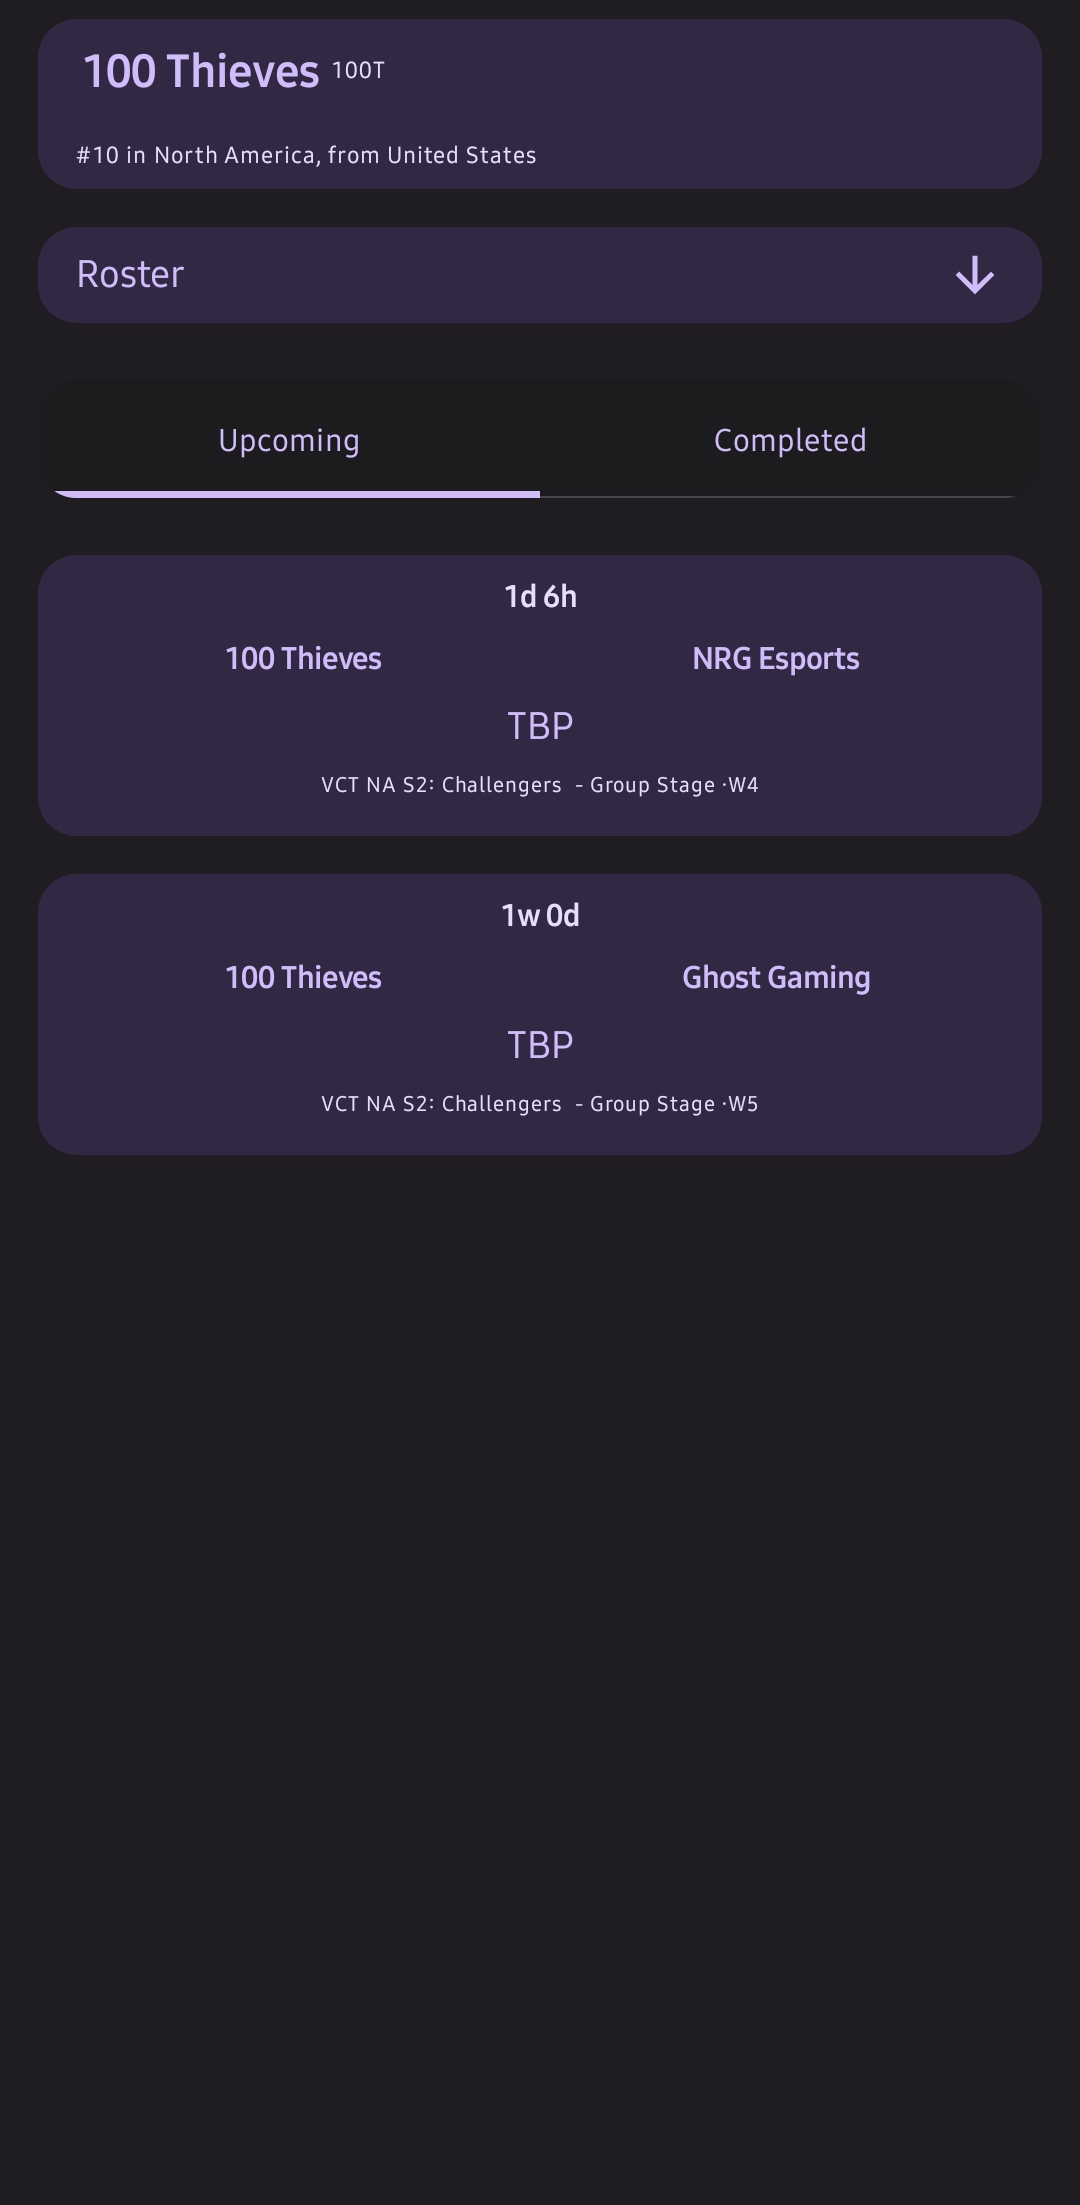 100 Thieves 100T
#10 in North America, from United States
Roster
Upcoming Completed
1d 6h
100 Thieves NRG Esports
TBP
VCT NA S2: Challengers - Group Stage ·W4
1w 0d
100 Thieves Ghost Gaming
TBP
VCT NA S2: Challengers - Group Stage ·W5